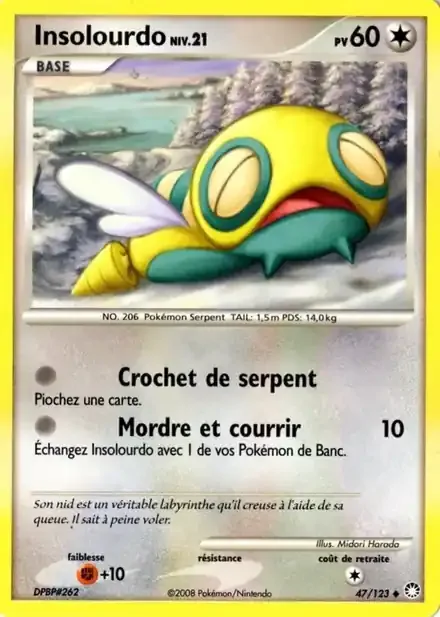 Insolourdo NIV.21
PV 60
BASE
NO. 206 Pokémon Serpent TAIL: 1,5 m PDS: 14,0 kg
Crochet de serpent
Piochez une carte.
Mordre et courrir 10
Échangez Insolourdo avec 1 de vos Pokémon de Banc.
Son nid est un véritable labyrinthe qu'il creuse à l'aide de sa
queue. Il sait à peine voler.
Illus. Midori Harada
faiblesse résistance coût de retraite
+10
DPBP#262 ©2008 Pokémon/Nintendo 47/123